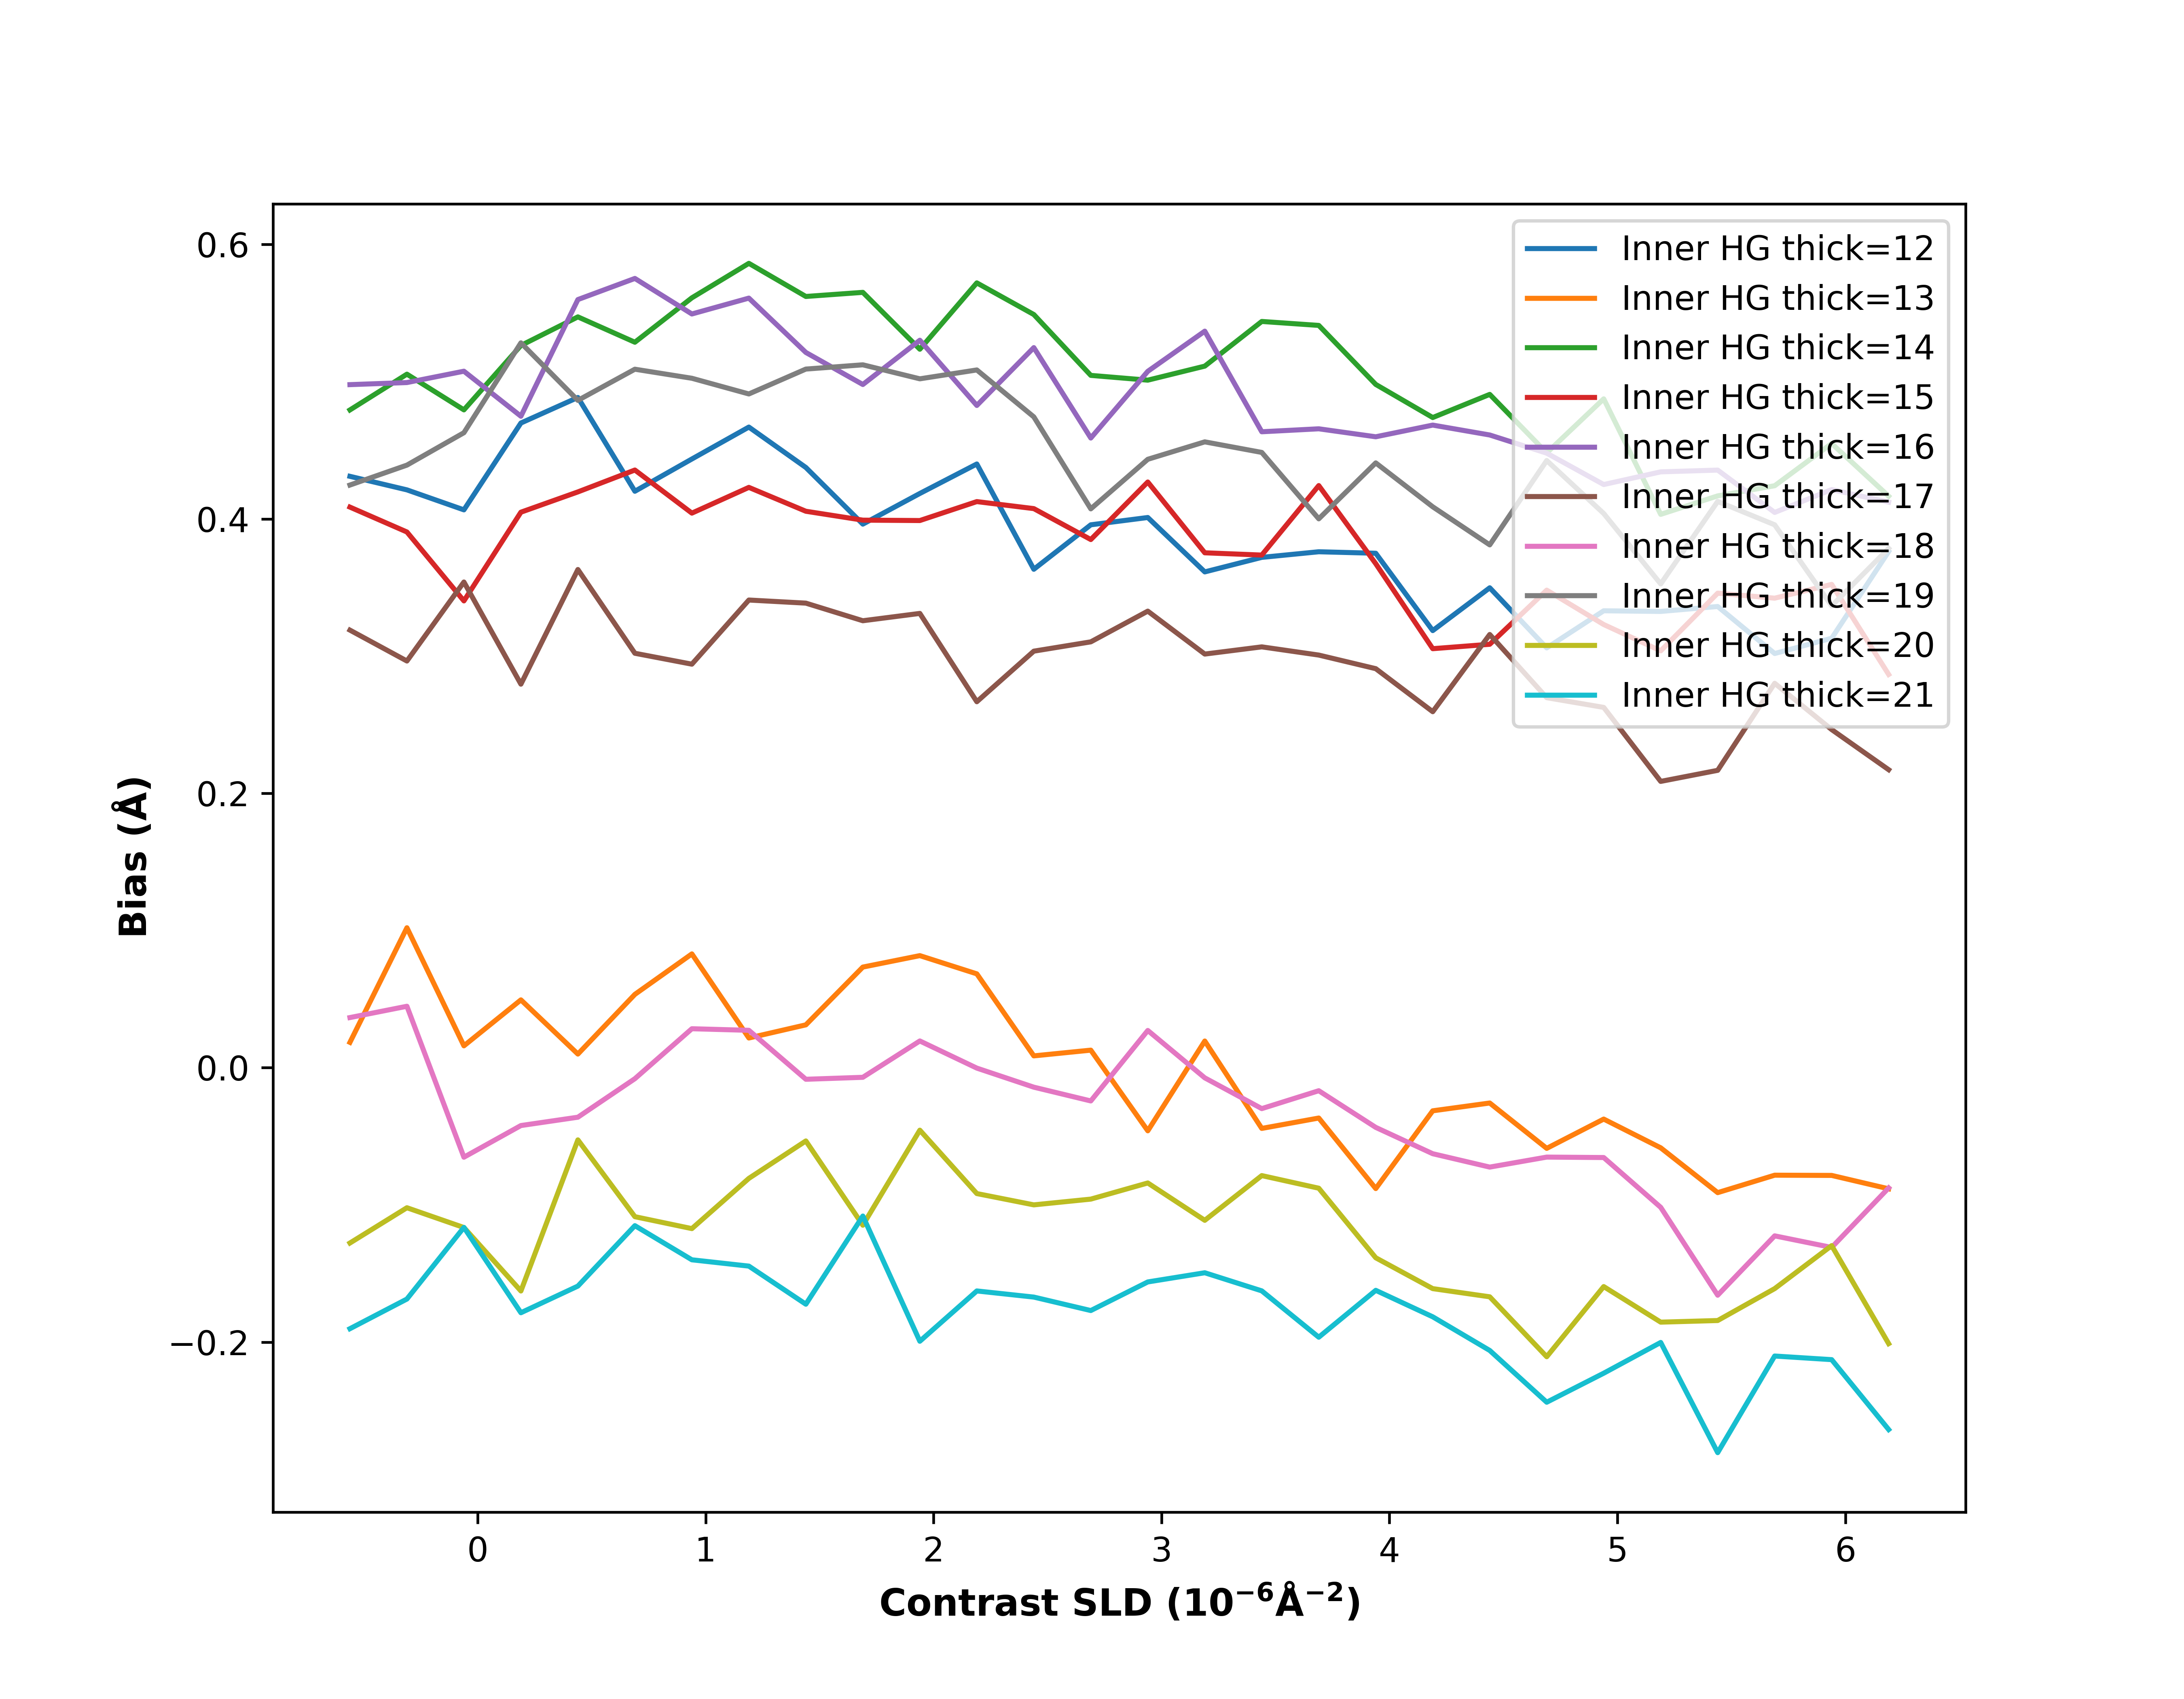 0.6
0.4
0.2
0.0
−0.2
Bias (Å)
0 1 2 3 4 5 6
Contrast SLD (10⁻⁶Å⁻²)
Inner HG thick=12
Inner HG thick=13
Inner HG thick=14
Inner HG thick=15
Inner HG thick=16
Inner HG thick=17
Inner HG thick=18
Inner HG thick=19
Inner HG thick=20
Inner HG thick=21